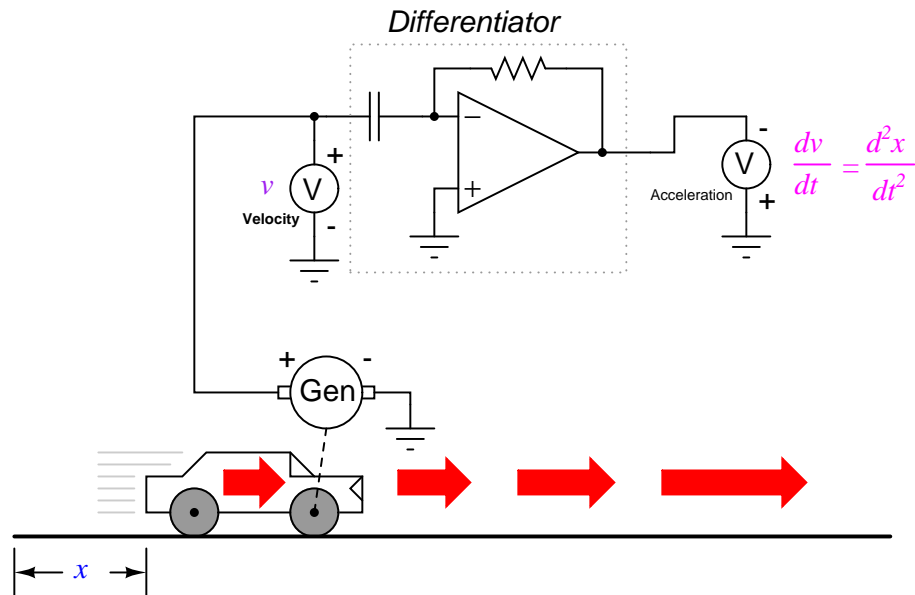 Differentiator
−
+
+
V
-
v
Velocity
-
V
+
Acceleration
dv/dt = d²x/dt²
+
-
Gen
x